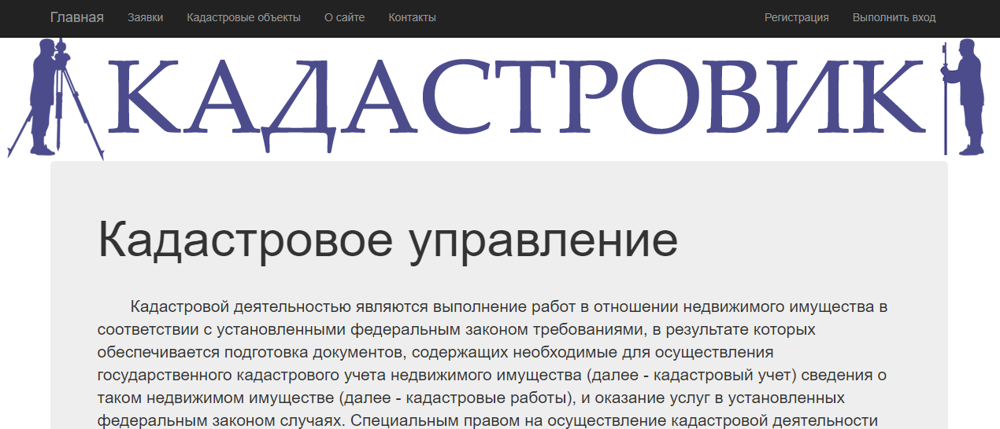 Главная Заявки Кадастровые объекты О сайте Контакты Регистрация Выполнить вход
КАДАСТРОВИК
Кадастровое управление
Кадастровой деятельностью являются выполнение работ в отношении недвижимого имущества в
соответствии с установленными федеральным законом требованиями, в результате которых
обеспечивается подготовка документов, содержащих необходимые для осуществления
государственного кадастрового учета недвижимого имущества (далее - кадастровый учет) сведения о
таком недвижимом имуществе (далее - кадастровые работы), и оказание услуг в установленных
федеральным законом случаях. Специальным правом на осуществление кадастровой деятельности